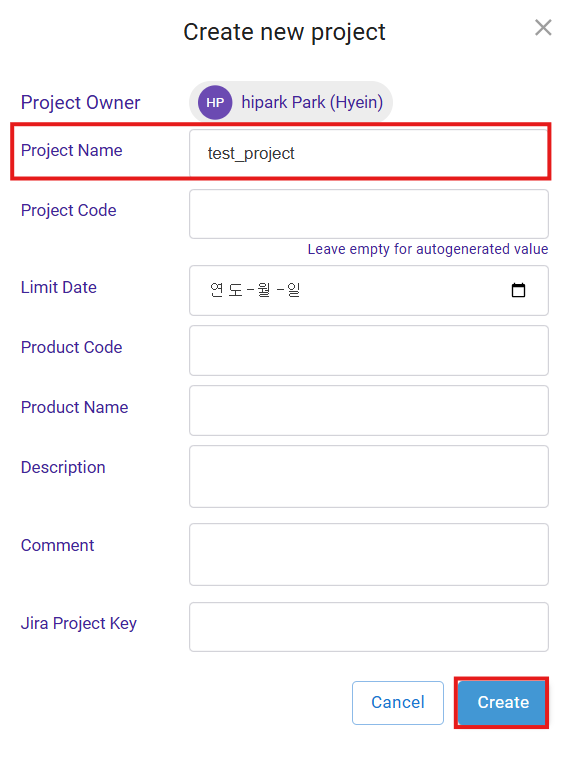 Create new project
Project Owner
HP hipark Park (Hyein)
Project Name
test_project
Project Code
Leave empty for autogenerated value
Limit Date
연도-월-일
Product Code
Product Name
Description
Comment
Jira Project Key
Cancel
Create